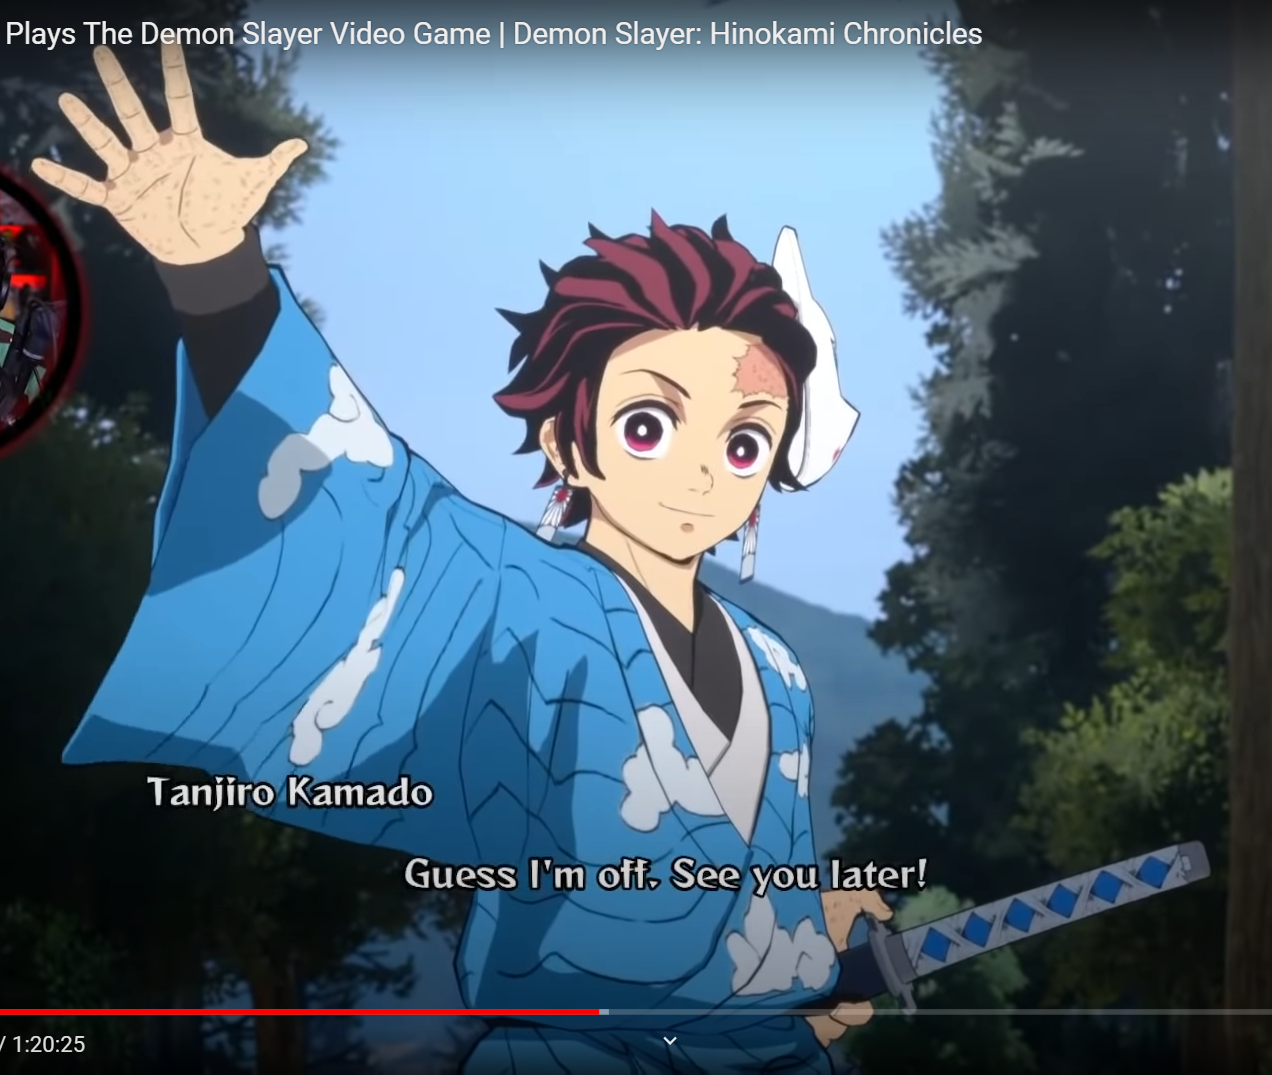 Plays The Demon Slayer Video Game | Demon Slayer: Hinokami Chronicles
Tanjiro Kamado
Guess I'm off. See you later!
/ 1:20:25